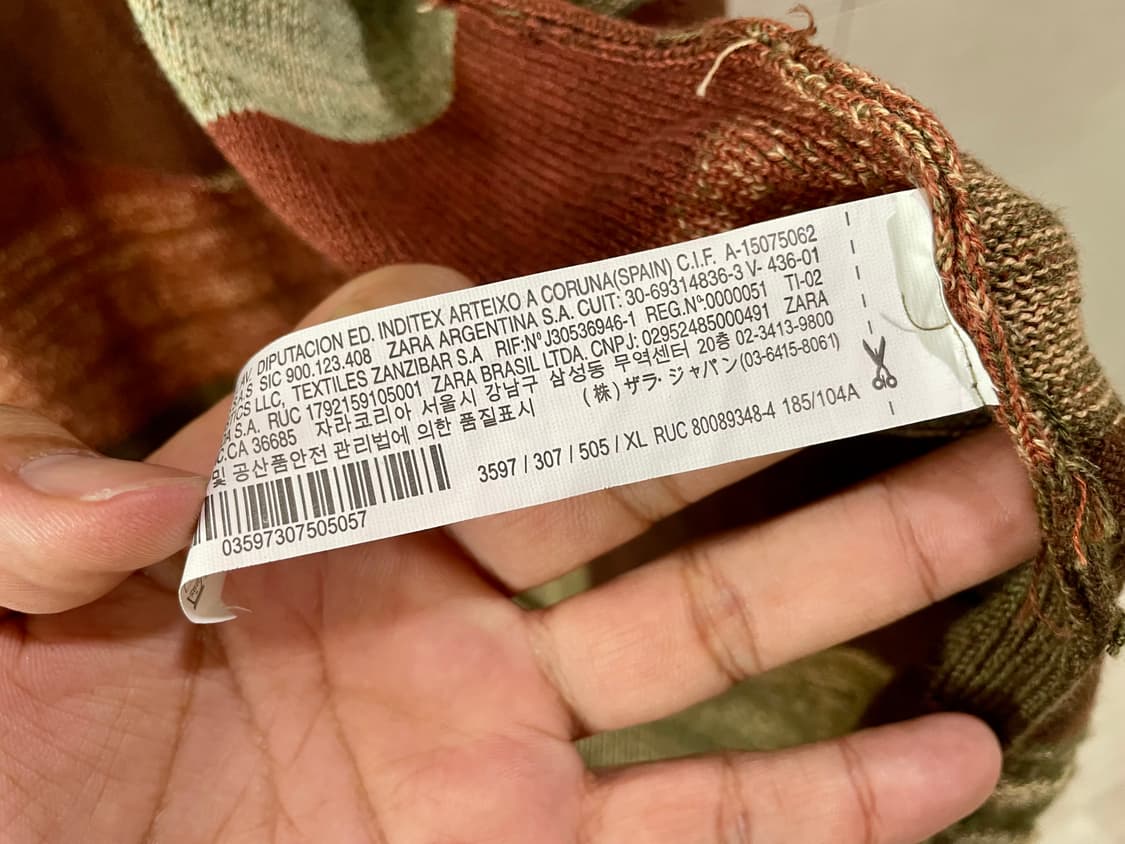 AV. DIPUTACION ED. INDITEX ARTEIXO A CORUNA(SPAIN) C.I.F. A-15075062
SIC 900.123.408 ZARA ARGENTINA S.A. CUIT: 30-69314836-3 V- 436-01
LLC, TEXTILES ZANZIBAR S.A RIF:Nº J30536946-1 REG.Nº0000051 TI-02
S.A. RUC 1792159105001 ZARA BRASIL LTDA. CNPJ: 02952485000491 ZARA
CA 36685 자라코리아 서울시 강남구 삼성동 무역센터 20층 02-3413-9800
및 공산품안전 관리법에 의한 품질표시 (株) ザラ・ジャパン(03-6415-8061)
3597 / 307 / 505 / XL RUC 80089348-4 185/104A
03597307505057